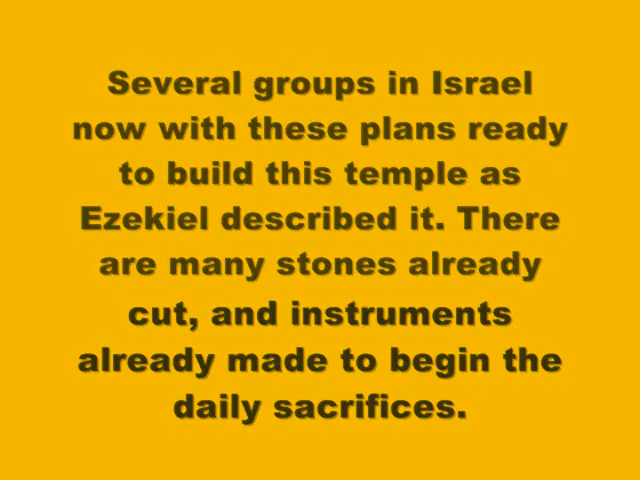 Several groups in Israel
now with these plans ready
to build this temple as
Ezekiel described it. There
are many stones already
cut, and instruments
already made to begin the
daily sacrifices.